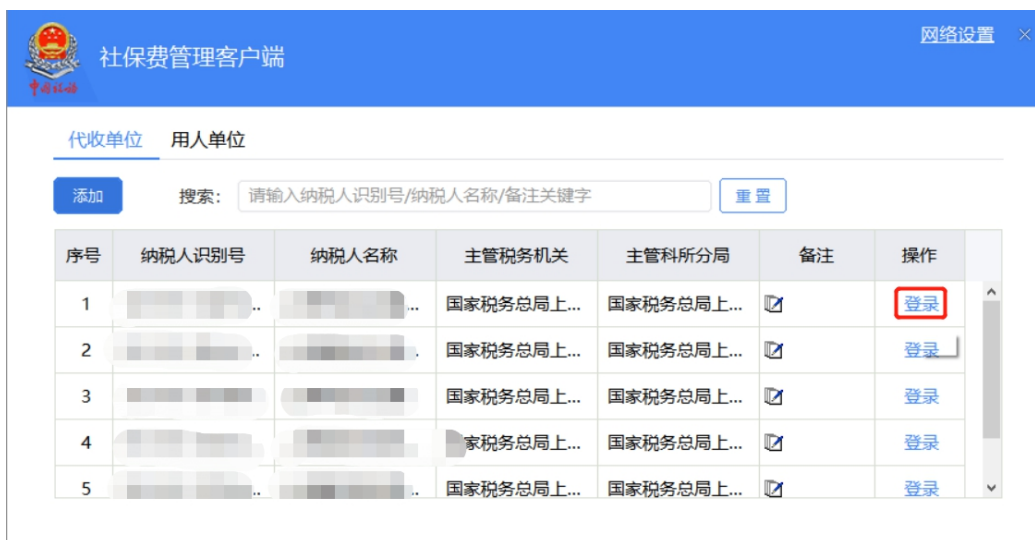 网络设置
社保费管理客户端
中国税务
代收单位 用人单位
添加 搜索： 请输入纳税人识别号/纳税人名称/备注关键字 重置
序号 纳税人识别号 纳税人名称 主管税务机关 主管科所分局 备注 操作
1 .. ... 国家税务总局上... 国家税务总局上... 登录
2 .. . 国家税务总局上... 国家税务总局上... 登录
3 国家税务总局上... 国家税务总局上... 登录
4 家税务总局上... 国家税务总局上... 登录
5 .. .. 国家税务总局上... 国家税务总局上... 登录